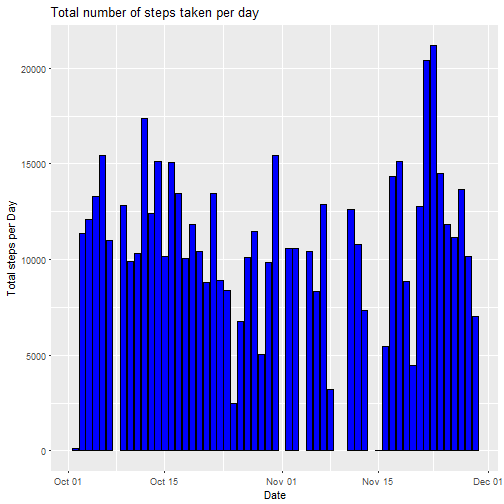 Total number of steps taken per day
Total steps per Day
20000
15000
10000
5000
0
Oct 01
Oct 15
Nov 01
Nov 15
Dec 01
Date